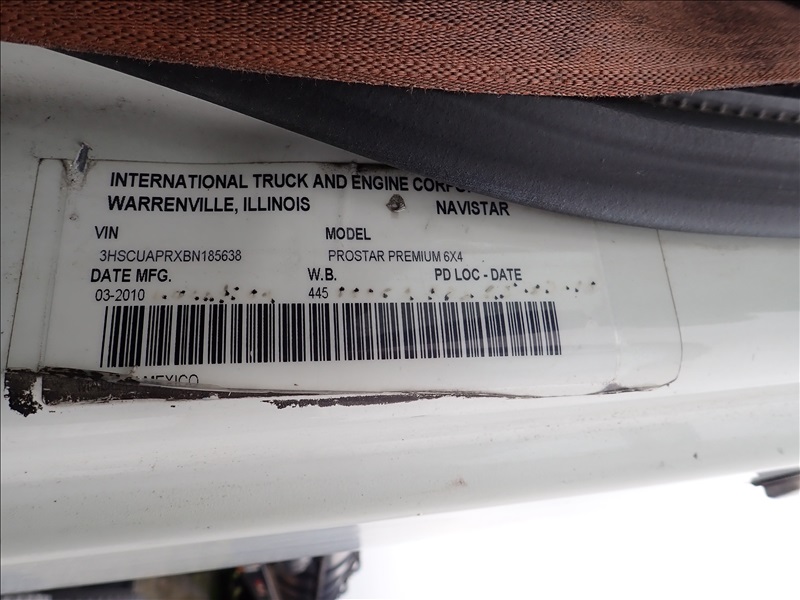 INTERNATIONAL TRUCK AND ENGINE
WARRENVILLE, ILLINOIS NAVISTAR
VIN MODEL
3HSCUAPRXBN185638 PROSTAR PREMIUM 6X4
DATE MFG. W.B. PD LOC - DATE
03-2010 445
MEXICO